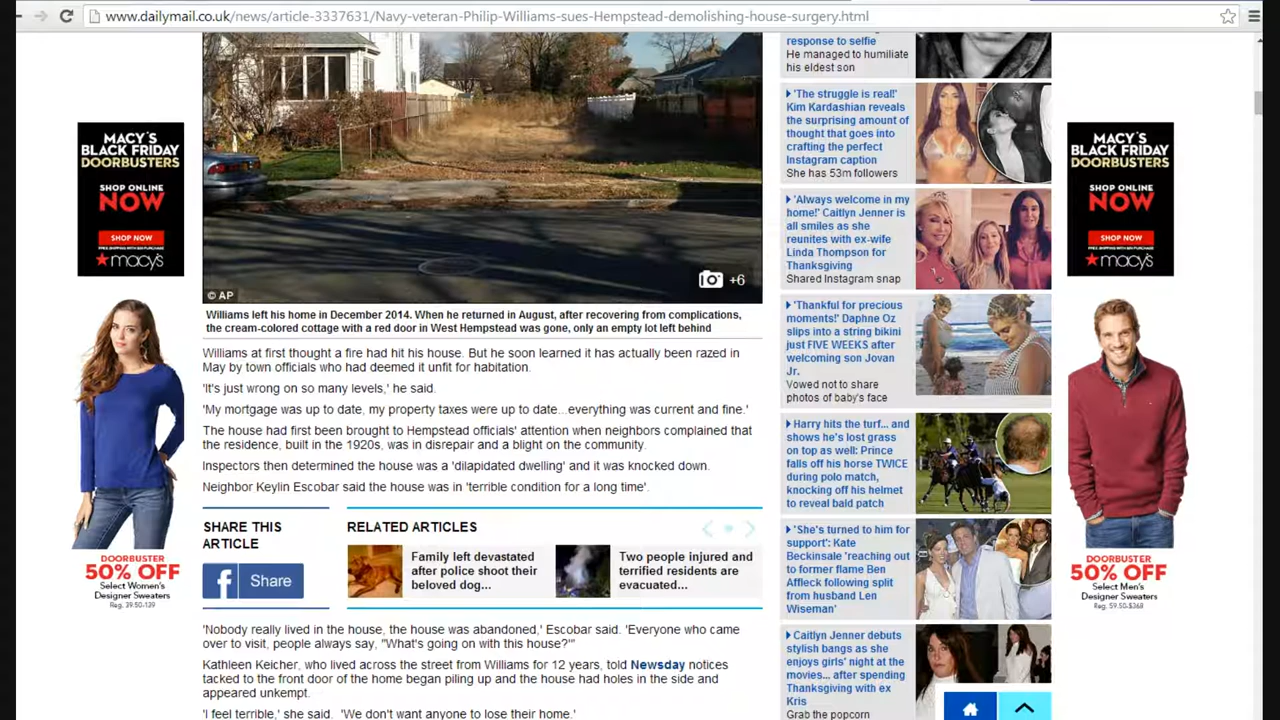 www.dailymail.co.uk/news/article-3337631/Navy-veteran-Philip-Williams-sues-Hempstead-demolishing-house-surgery.html
MACY'S
BLACK FRIDAY
DOORBUSTERS
SHOP ONLINE
NOW
SHOP NOW
macy's
DOORBUSTER
50% OFF
Select Women's
Designer Sweaters
Reg. 39.50-139
+6
© AP
Williams left his home in December 2014. When he returned in August, after recovering from complications,
the cream-colored cottage with a red door in West Hempstead was gone, only an empty lot left behind
Williams at first thought a fire had hit his house. But he soon learned it has actually been razed in
May by town officials who had deemed it unfit for habitation.
'It's just wrong on so many levels,' he said.
'My mortgage was up to date, my property taxes were up to date...everything was current and fine.'
The house had first been brought to Hempstead officials' attention when neighbors complained that
the residence, built in the 1920s, was in disrepair and a blight on the community.
Inspectors then determined the house was a 'dilapidated dwelling' and it was knocked down.
Neighbor Keylin Escobar said the house was in 'terrible condition for a long time'.
SHARE THIS
ARTICLE
f Share
RELATED ARTICLES
Family left devastated
after police shoot their
beloved dog...
Two people injured and
terrified residents are
evacuated...
'Nobody really lived in the house, the house was abandoned,' Escobar said. 'Everyone who came
over to visit, people always say, "What's going on with this house?"'
Kathleen Keicher, who lived across the street from Williams for 12 years, told Newsday notices
tacked to the front door of the home began piling up and the house had holes in the side and
appeared unkempt.
'I feel terrible,' she said. 'We don't want anyone to lose their home.'
response to selfie
He managed to humiliate
his eldest son
'The struggle is real!'
Kim Kardashian reveals
the surprising amount of
thought that goes into
crafting the perfect
Instagram caption
She has 53m followers
'Always welcome in my
home!' Caitlyn Jenner is
all smiles as she
reunites with ex-wife
Linda Thompson for
Thanksgiving
Shared Instagram snap
'Thankful for precious
moments!' Daphne Oz
slips into a string bikini
just FIVE WEEKS after
welcoming son Jovan
Jr.
Vowed not to share
photos of baby's face
Harry hits the turf... and
shows he's lost grass
on top as well: Prince
falls off his horse TWICE
during polo match,
knocking off his helmet
to reveal bald patch
'She's turned to him for
support': Kate
Beckinsale 'reaching out
to former flame Ben
Affleck following split
from husband Len
Wiseman'
Caitlyn Jenner debuts
stylish bangs as she
enjoys girls' night at the
movies... after spending
Thanksgiving with ex
Kris
Grab the popcorn
MACY'S
BLACK FRIDAY
DOORBUSTERS
SHOP ONLINE
NOW
SHOP NOW
macy's
DOORBUSTER
50% OFF
Select Men's
Designer Sweaters
Reg. 59.50-$368